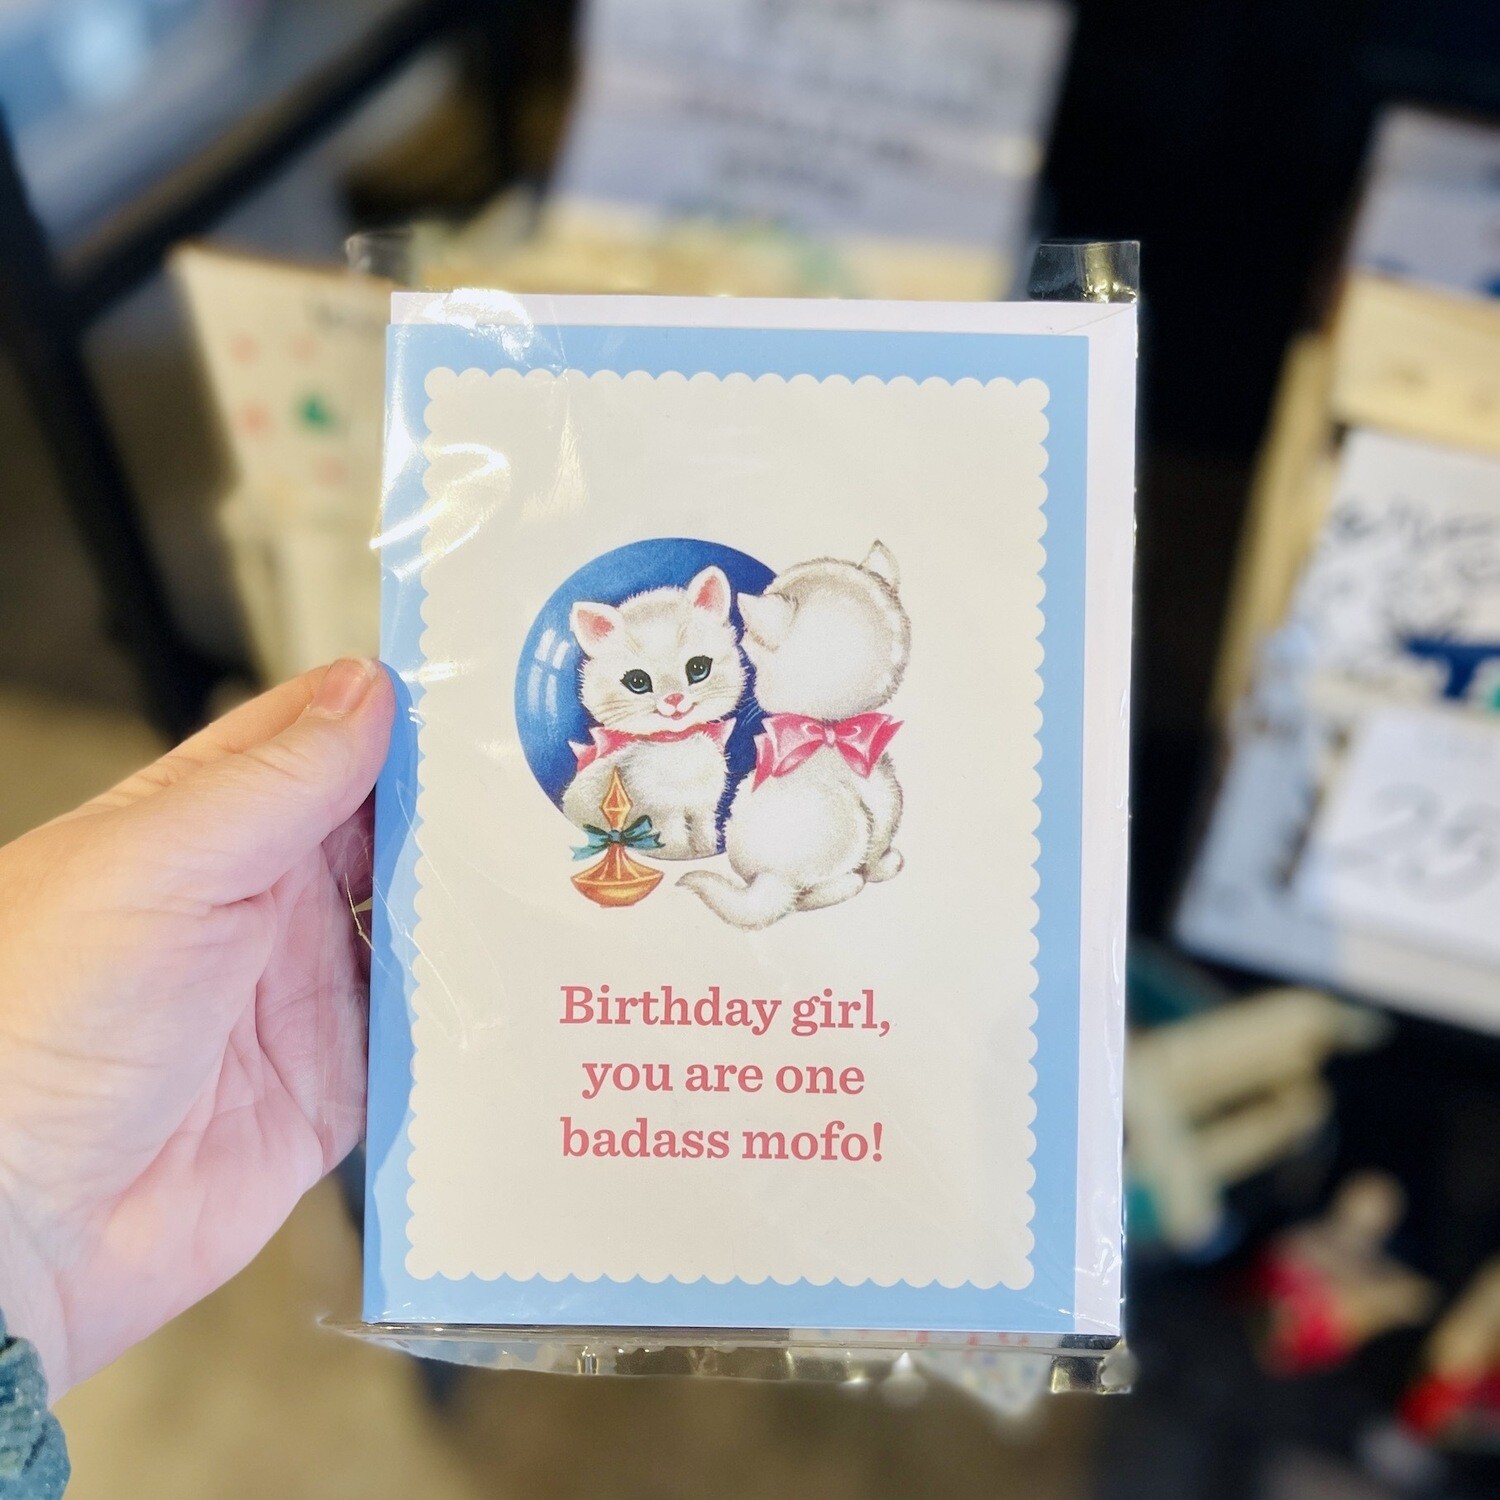 Birthday girl,
you are one
badass mofo!